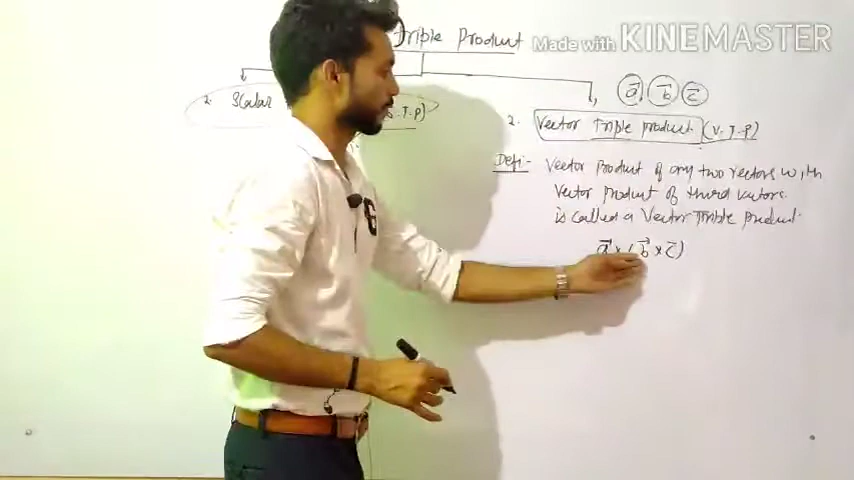 Triple Product
Made with KINEMASTER
a⃗ b⃗ c⃗
2. Scalar S.T.P)
2. Vector Triple product (V.T.P)
Defi:- Vector Product of any two vectors with
Vector product of third vectors.
is called a Vector Triple product.
a⃗ × (b⃗ × c⃗)